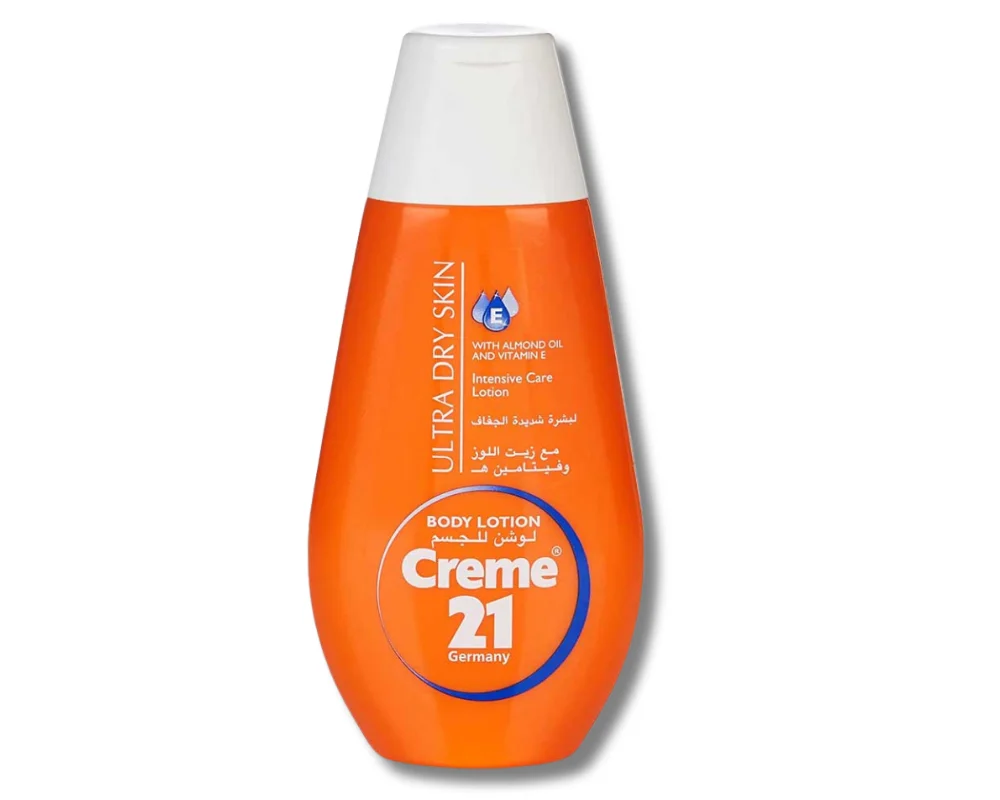 ULTRA DRY SKIN
E
WITH ALMOND OIL
AND VITAMIN E
Intensive Care
Lotion
لبشرة شديدة الجفاف
مع زيت اللوز
وفيتامين هـ
BODY LOTION
لوشن للجسم
Creme®
21
Germany